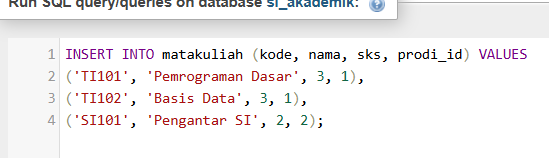 Run SQL query/queries on database si_akademik:
1 INSERT INTO matakuliah (kode, nama, sks, prodi_id) VALUES
2 ('TI101', 'Pemrograman Dasar', 3, 1),
3 ('TI102', 'Basis Data', 3, 1),
4 ('SI101', 'Pengantar SI', 2, 2);